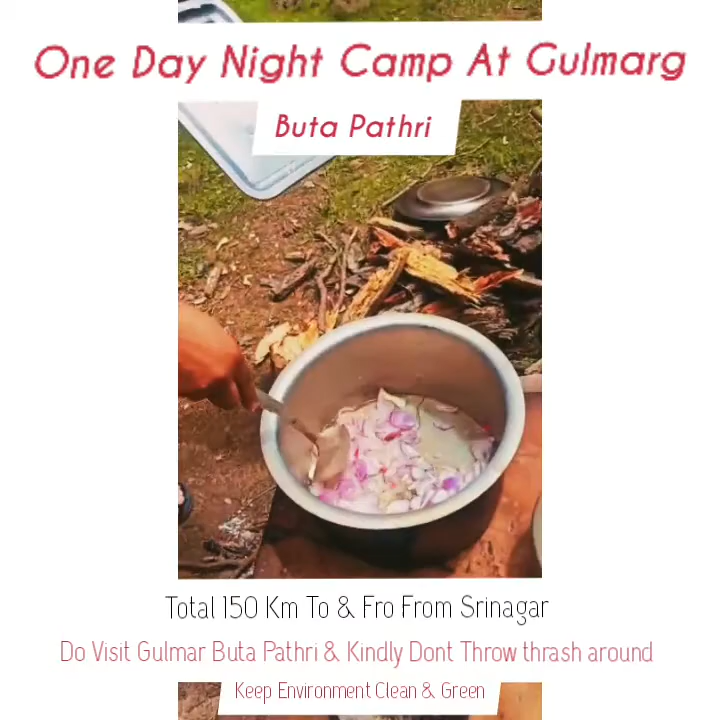 One Day Night Camp At Gulmarg
Buta Pathri
Total 150 Km To & Fro From Srinagar
Do Visit Gulmar Buta Pathri & Kindly Dont Throw thrash around
Keep Environment Clean & Green